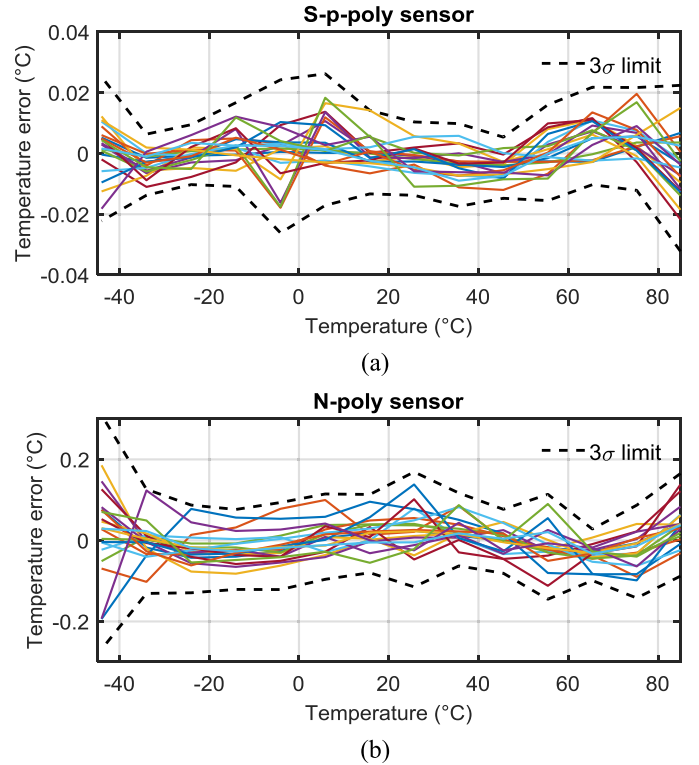 S-p-poly sensor
0.04
0.02
0
-0.02
-0.04
Temperature error (°C)
3σ limit
-40 -20 0 20 40 60 80
Temperature (°C)
(a)
N-poly sensor
0.2
0
-0.2
Temperature error (°C)
3σ limit
-40 -20 0 20 40 60 80
Temperature (°C)
(b)